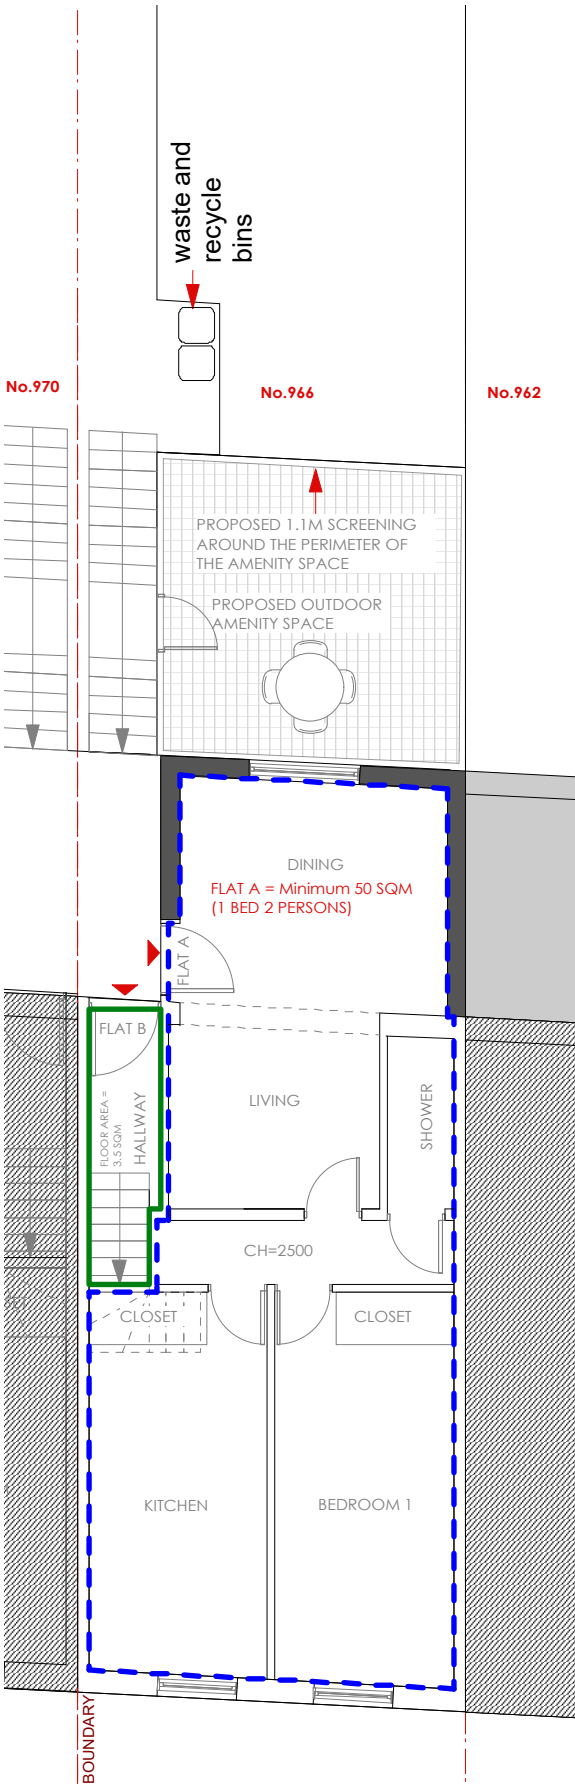 waste and
recycle
bins
No.970
No.966
No.962
PROPOSED 1.1M SCREENING
AROUND THE PERIMETER OF
THE AMENITY SPACE
PROPOSED OUTDOOR
AMENITY SPACE
DINING
FLAT A = Minimum 50 SQM
(1 BED 2 PERSONS)
FLAT A
FLAT B
FLOOR AREA =
3.5 SQM
HALLWAY
LIVING
SHOWER
CH=2500
CLOSET
CLOSET
KITCHEN
BEDROOM 1
BOUNDARY